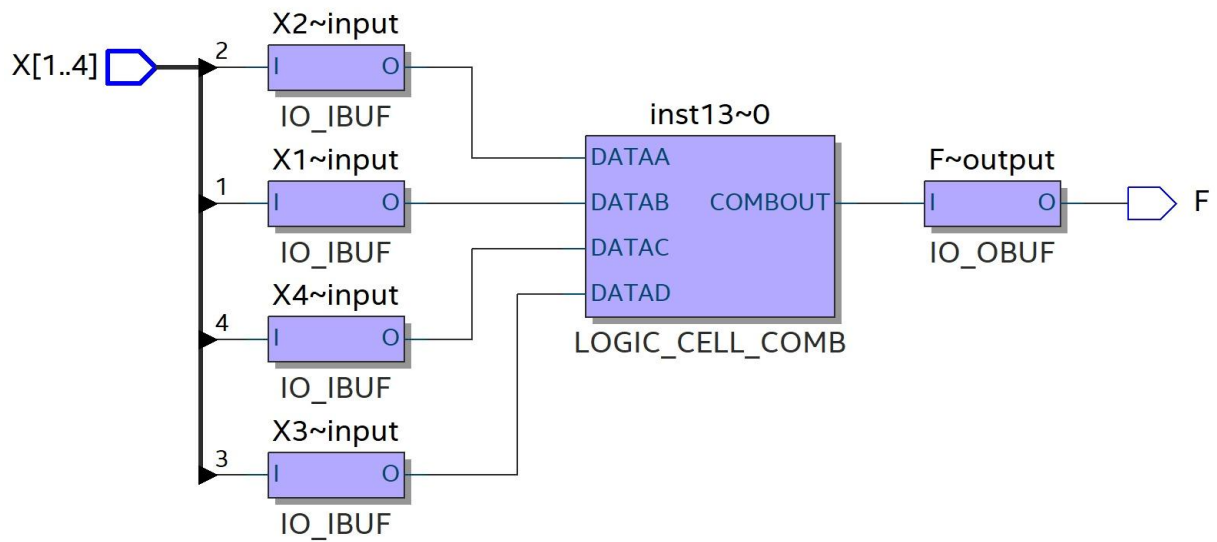 X[1..4]
2
X2~input
I O
IO_IBUF
1
X1~input
I O
IO_IBUF
4
X4~input
I O
IO_IBUF
3
X3~input
I O
IO_IBUF
inst13~0
DATAA
DATAB COMBOUT
DATAC
DATAD
LOGIC_CELL_COMB
F~output
I O
IO_OBUF
F